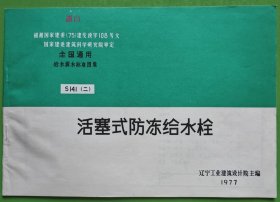 遵照国家建委(75)建发设字188号文
国家建委建筑科学研究院审定
全国通用
给水排水标准图集
S141(二)
活塞式防冻给水栓
辽宁工业建筑设计院主编
1977